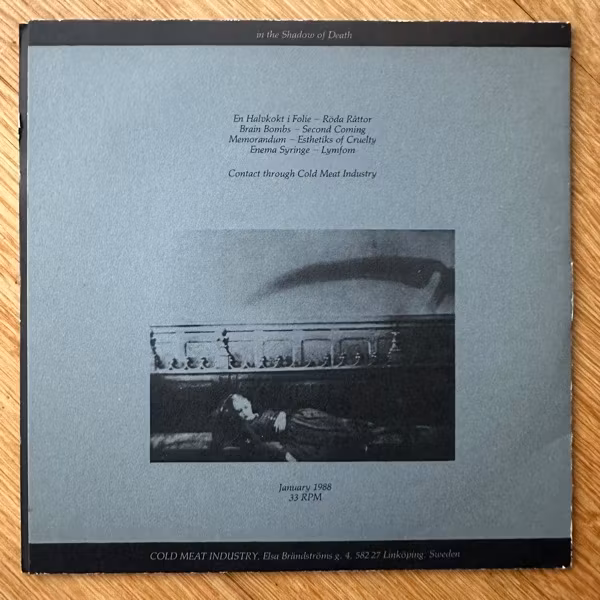 in the Shadow of Death
En Halvkokt i Folie – Röda Råttor
Brain Bombs – Second Coming
Memorandum – Esthetiks of Cruelty
Enema Syringe – Lymfom
Contact through Cold Meat Industry
January 1988
33 RPM
COLD MEAT INDUSTRY, Elsa Brändströms g. 4, 582 27 Linköping, Sweden